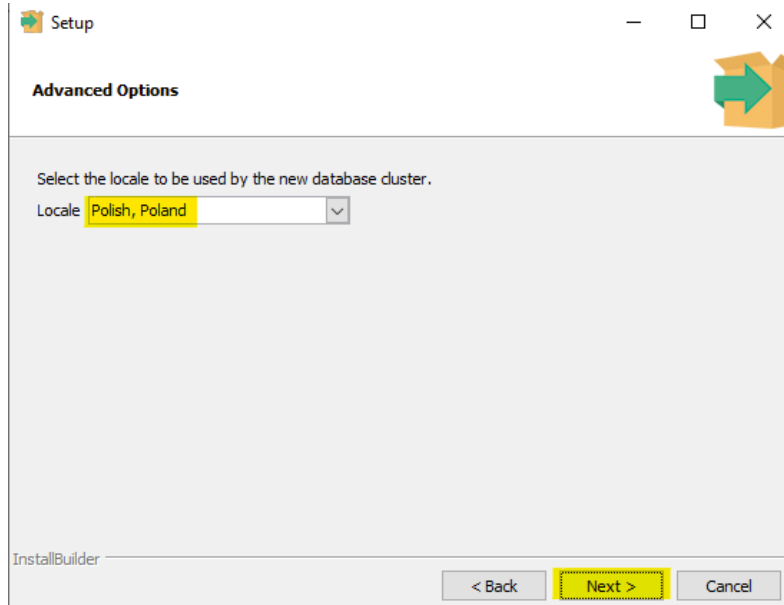 Setup
Advanced Options
Select the locale to be used by the new database cluster.
Locale Polish, Poland
InstallBuilder
< Back Next > Cancel